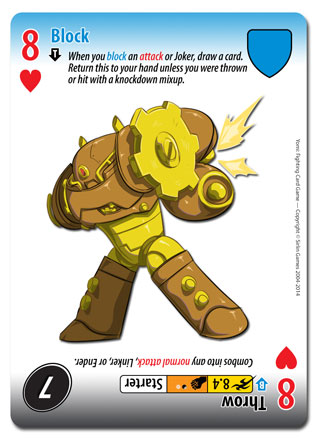 8
Block
When you block an attack or Joker, draw a card.
Return this to your hand unless you were thrown
or hit with a knockdown mixup.
Yomi Fighting Card Game — Copyright © Sirlin Games 2004-2014
8
Throw
8.4
Starter
Combos into any normal attack, Linker, or Ender.
7